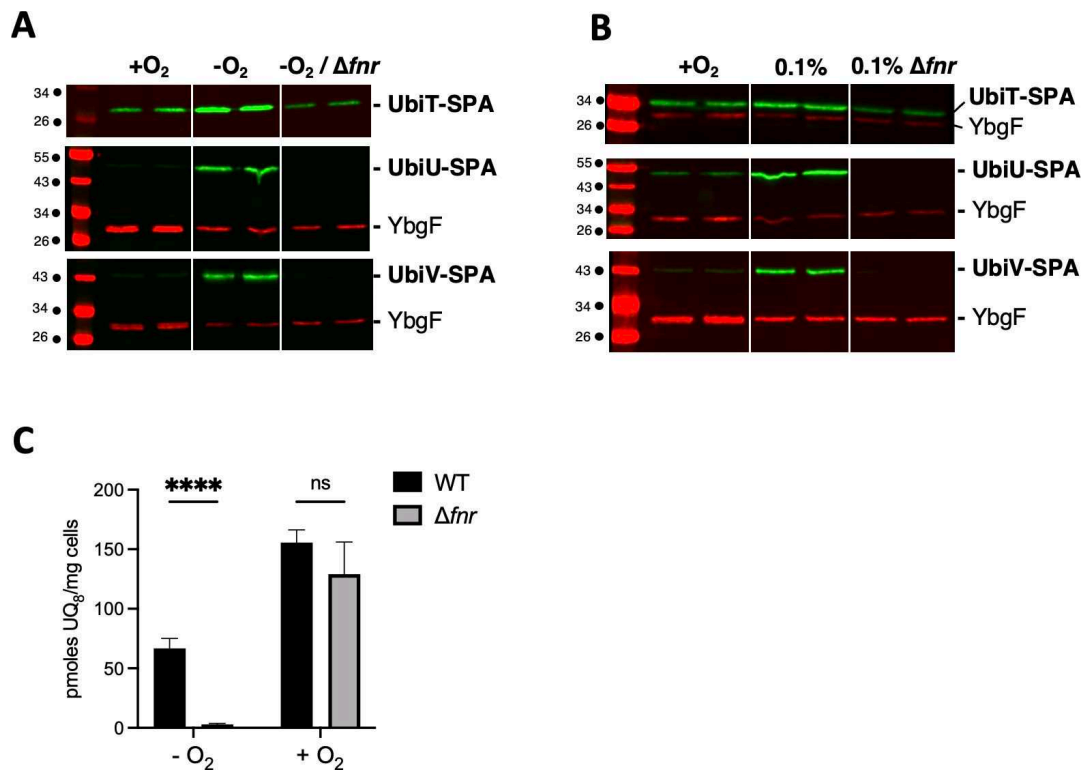 A
+O2 -O2 -O2 / Δfnr
34
26
- UbiT-SPA
55
43
34
26
- UbiU-SPA
- YbgF
43
34
26
- UbiV-SPA
- YbgF
B
+O2 0.1% 0.1% Δfnr
34
26
UbiT-SPA
YbgF
55
43
34
26
- UbiU-SPA
- YbgF
43
34
26
- UbiV-SPA
- YbgF
C
pmoles UQ8/mg cells
200
150
100
50
0
**** ns
- O2 + O2
WT
Δfnr